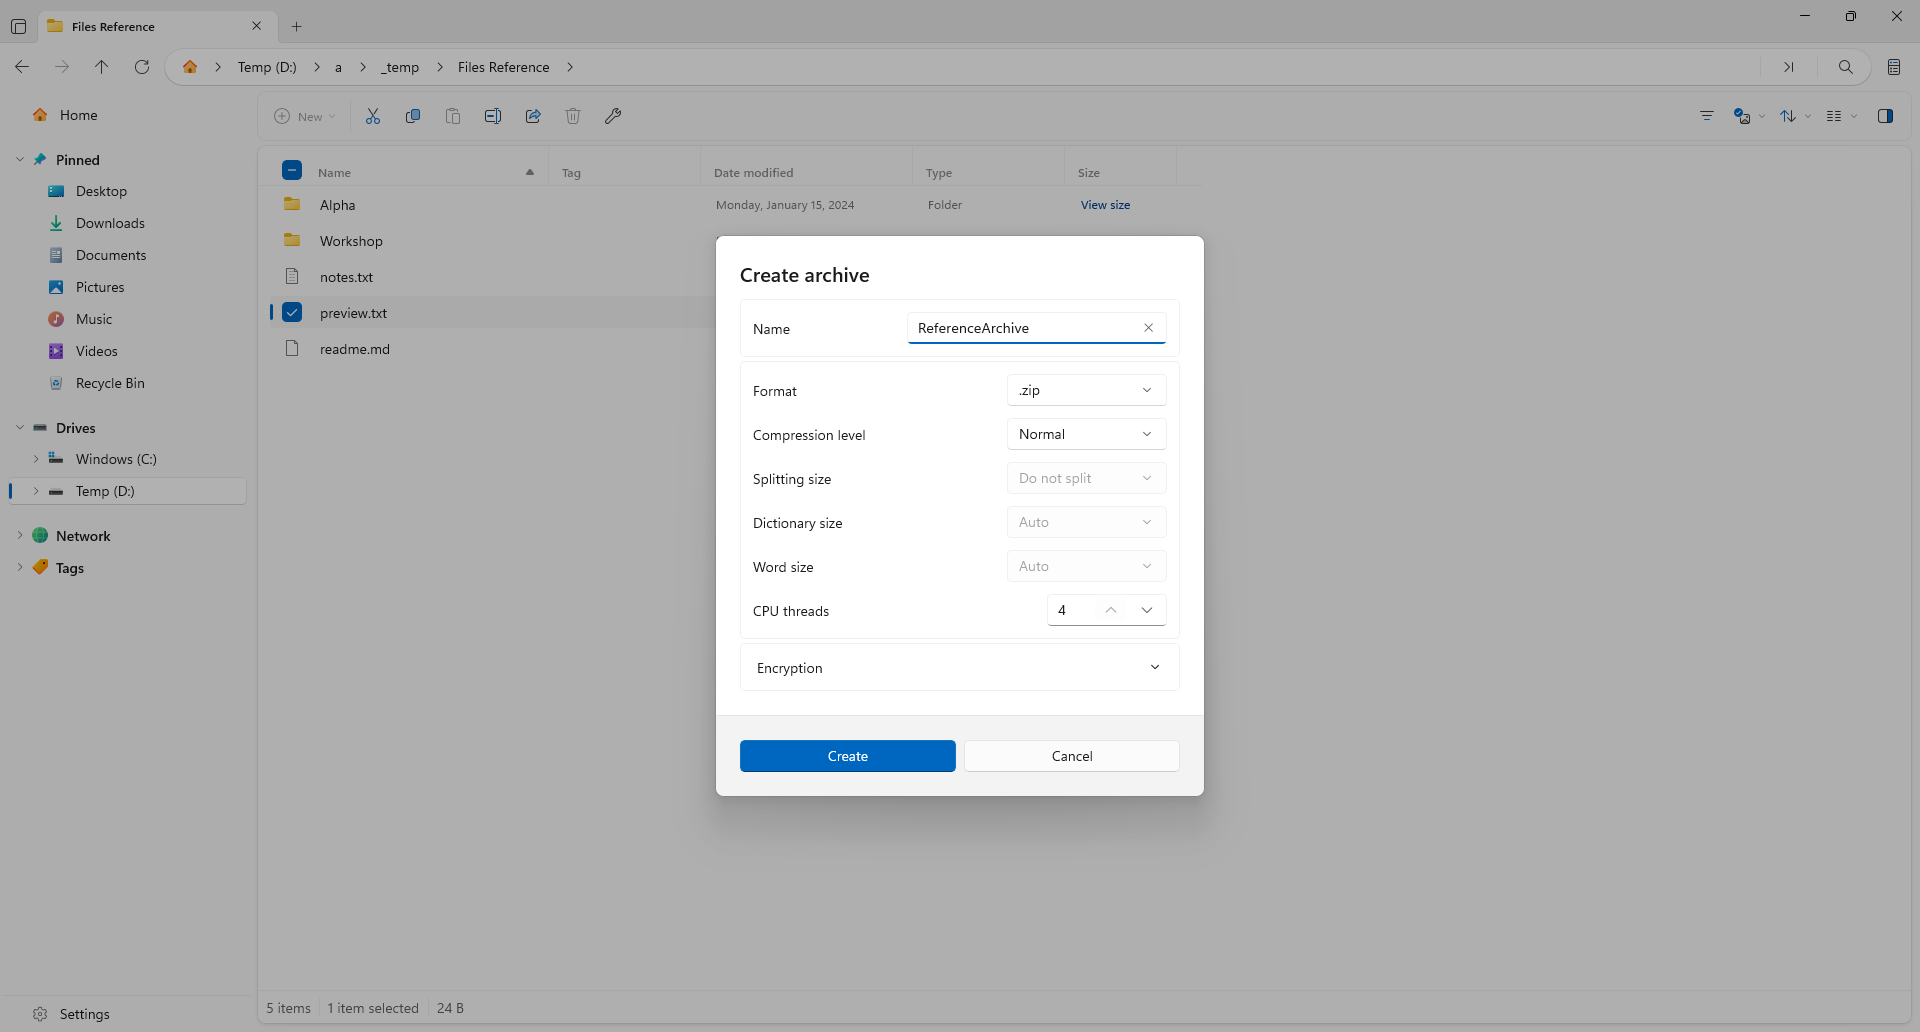 Files Reference
Temp (D:)
a
_temp
Files Reference
Home
New
Pinned
Desktop
Downloads
Documents
Pictures
Music
Videos
Recycle Bin
Drives
Windows (C:)
Temp (D:)
Network
Tags
Settings
Name Tag Date modified Type Size
Alpha Monday, January 15, 2024 Folder View size
Workshop
notes.txt
preview.txt
readme.md
Create archive
Name ReferenceArchive
Format .zip
Compression level Normal
Splitting size Do not split
Dictionary size Auto
Word size Auto
CPU threads 4
Encryption
Create Cancel
5 items 1 item selected 24 B